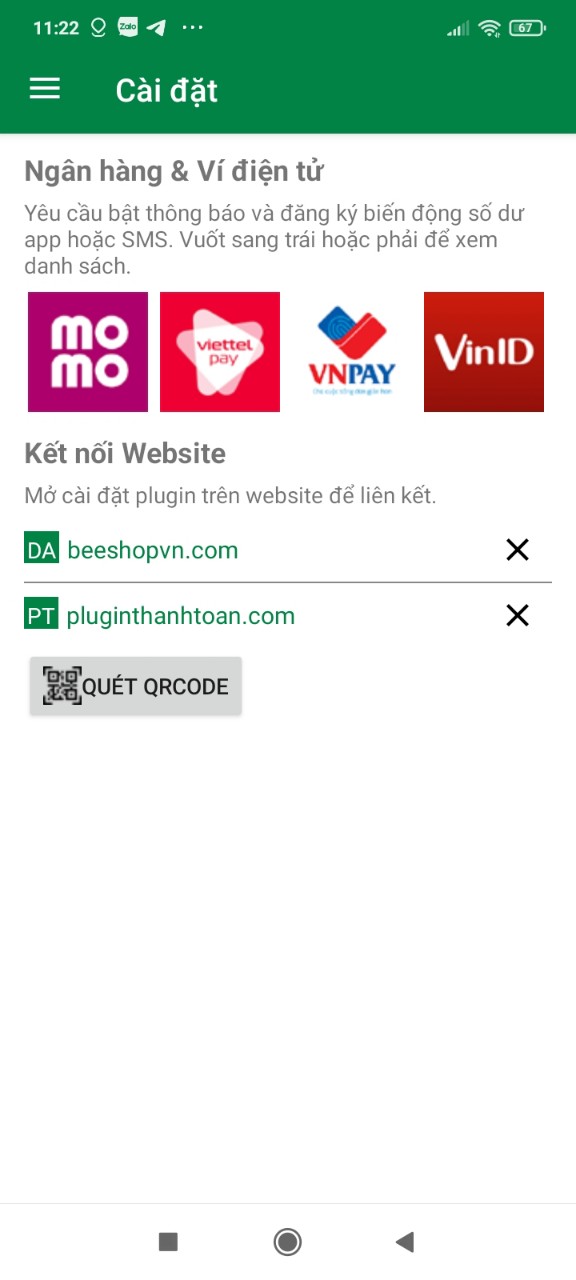 11:22 Zalo 67
Cài đặt
Ngân hàng & Ví điện tử
Yêu cầu bật thông báo và đăng ký biến động số dư
app hoặc SMS. Vuốt sang trái hoặc phải để xem
danh sách.
mo
mo
viettel
pay
VNPAY
VinID
Kết nối Website
Mở cài đặt plugin trên website để liên kết.
DA beeshopvn.com
PT pluginthanhtoan.com
QUÉT QRCODE